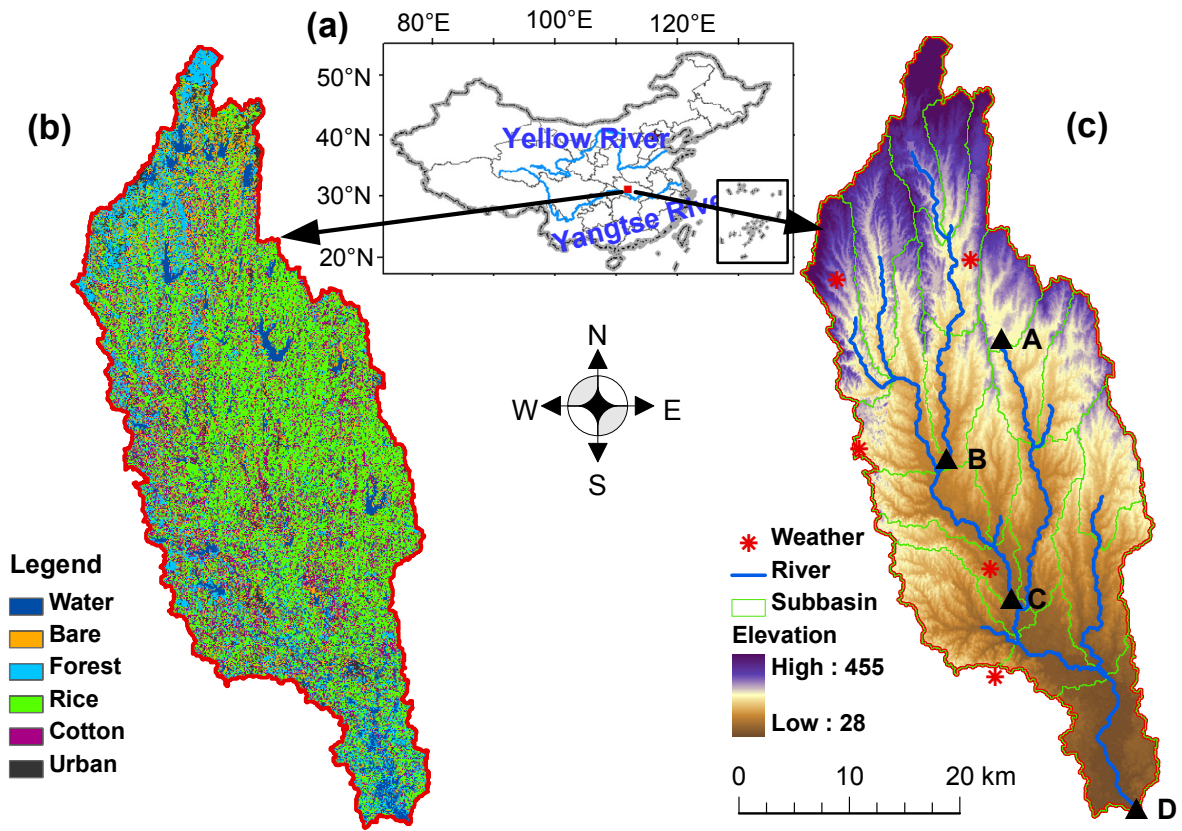 (a)
80°E 100°E 120°E
50°N
40°N
30°N
20°N
Yellow River
Yangtse Rive
(b)
(c)
N
W E
S
A
B
C
D
Legend
Water
Bare
Forest
Rice
Cotton
Urban
Weather
River
Subbasin
Elevation
High : 455
Low : 28
0 10 20 km